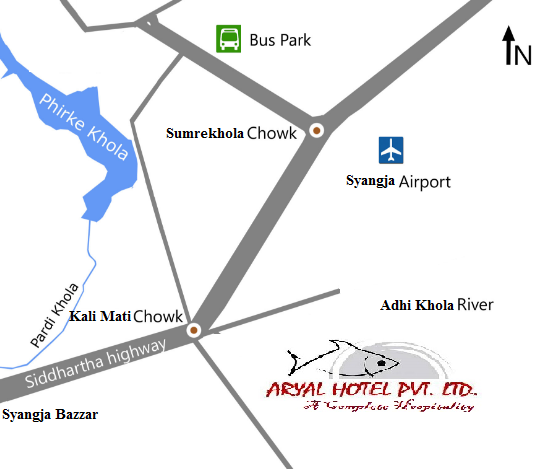 Bus Park
N
Phirke Khola
Sumrekhola Chowk
Syangja Airport
Pardi Khola
Kali Mati Chowk
Adhi Khola River
Siddhartha highway
ARYAL HOTEL PVT. LTD.
A Complete Hospitality
Syangja Bazzar